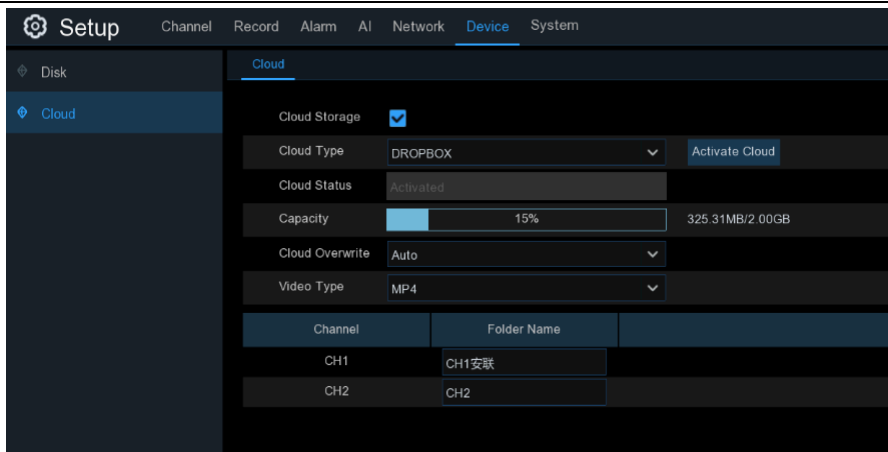 Setup Channel Record Alarm AI Network Device System
Disk
Cloud
Cloud
Cloud Storage
Cloud Type DROPBOX Activate Cloud
Cloud Status Activated
Capacity 15% 325.31MB/2.00GB
Cloud Overwrite Auto
Video Type MP4
Channel Folder Name
CH1 CH1安联
CH2 CH2